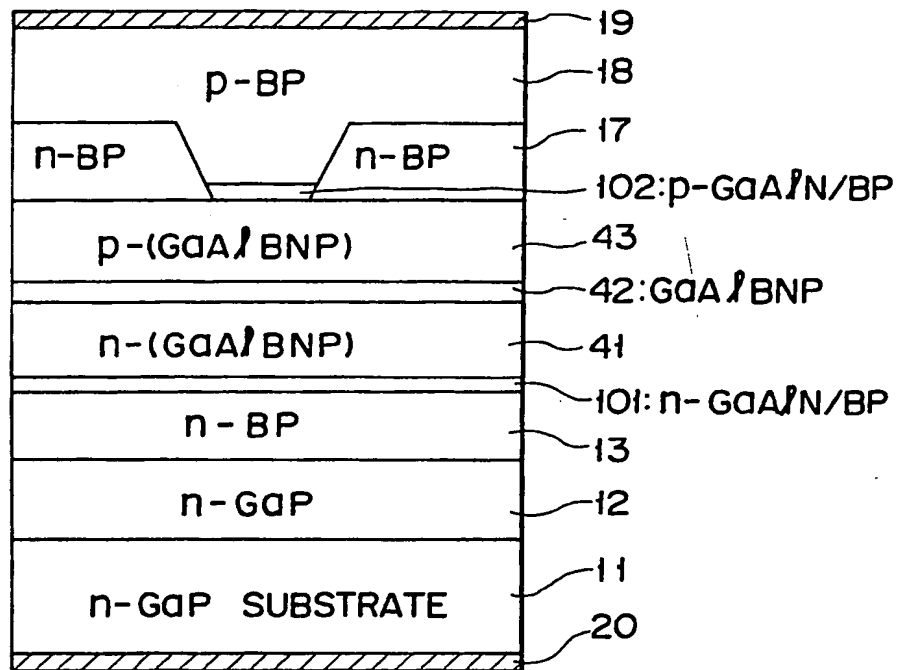 19
p-BP
18
n-BP
n-BP
17
102:p-GaAlN/BP
p-(GaAlBNP)
43
42:GaAlBNP
n-(GaAlBNP)
41
101:n-GaAlN/BP
n-BP
13
n-GaP
12
n-GaP SUBSTRATE
11
20